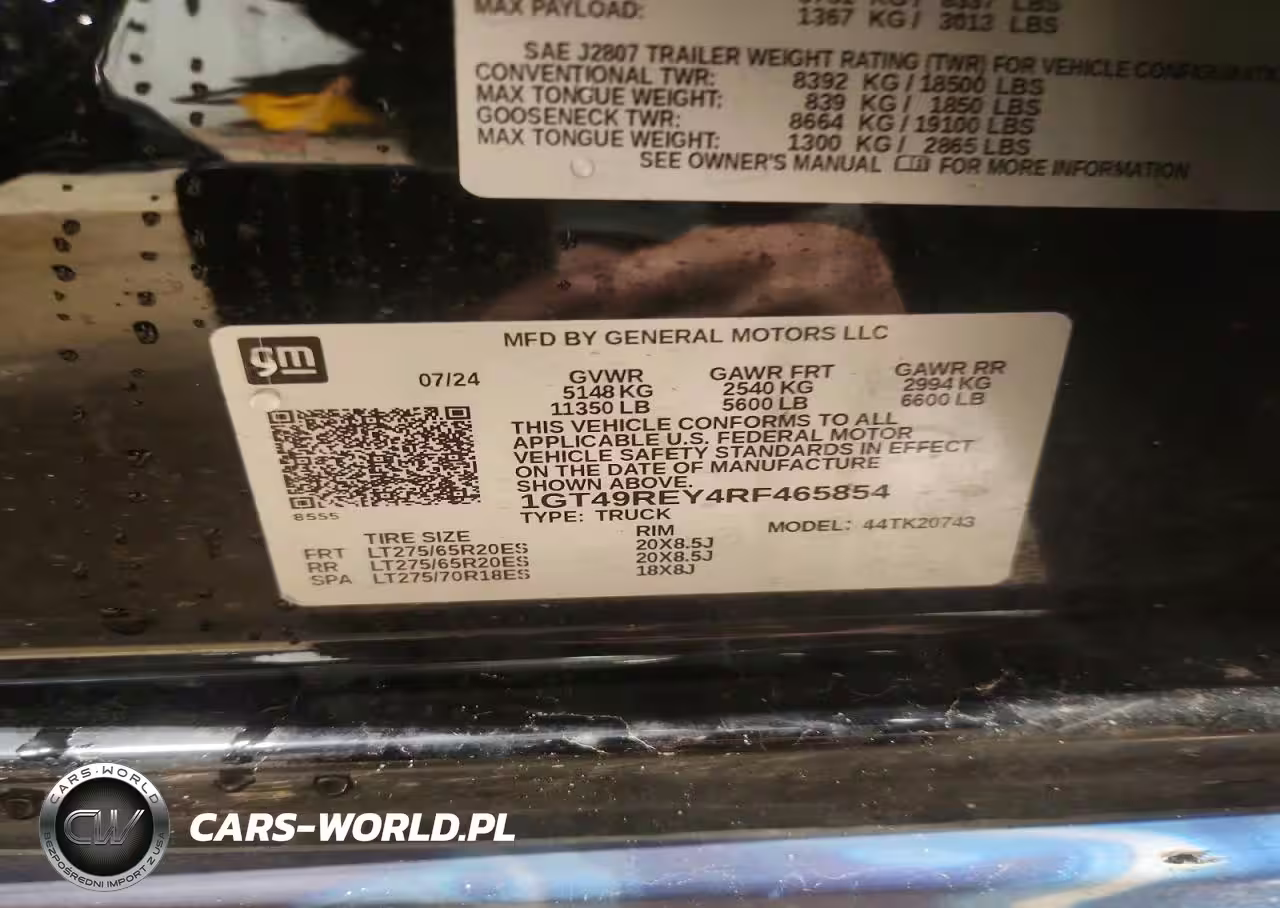 MAX PAYLOAD: 1367 KG / 3013 LBS
SAE J2807 TRAILER WEIGHT RATING (TWR) FOR VEHICLE
CONVENTIONAL TWR: 8392 KG / 18500 LBS
MAX TONGUE WEIGHT: 839 KG / 1850 LBS
GOOSENECK TWR: 8664 KG / 19100 LBS
MAX TONGUE WEIGHT: 1300 KG / 2865 LBS
SEE OWNER'S MANUAL FOR MORE INFORMATION
gm
MFD BY GENERAL MOTORS LLC
07/24 GVWR GAWR FRT GAWR RR
5148 KG 2540 KG 2994 KG
11350 LB 5600 LB 6600 LB
THIS VEHICLE CONFORMS TO ALL
APPLICABLE U.S. FEDERAL MOTOR
VEHICLE SAFETY STANDARDS IN EFFECT
ON THE DATE OF MANUFACTURE
SHOWN ABOVE.
1GT49REY4RF465854
8555
TYPE: TRUCK MODEL: 44TK20743
TIRE SIZE RIM
FRT LT275/65R20ES 20X8.5J
RR LT275/65R20ES 20X8.5J
SPA LT275/70R18ES 18X8J
CARS-WORLD
CW
BEZPOŚREDNI IMPORT Z USA
CARS-WORLD.PL